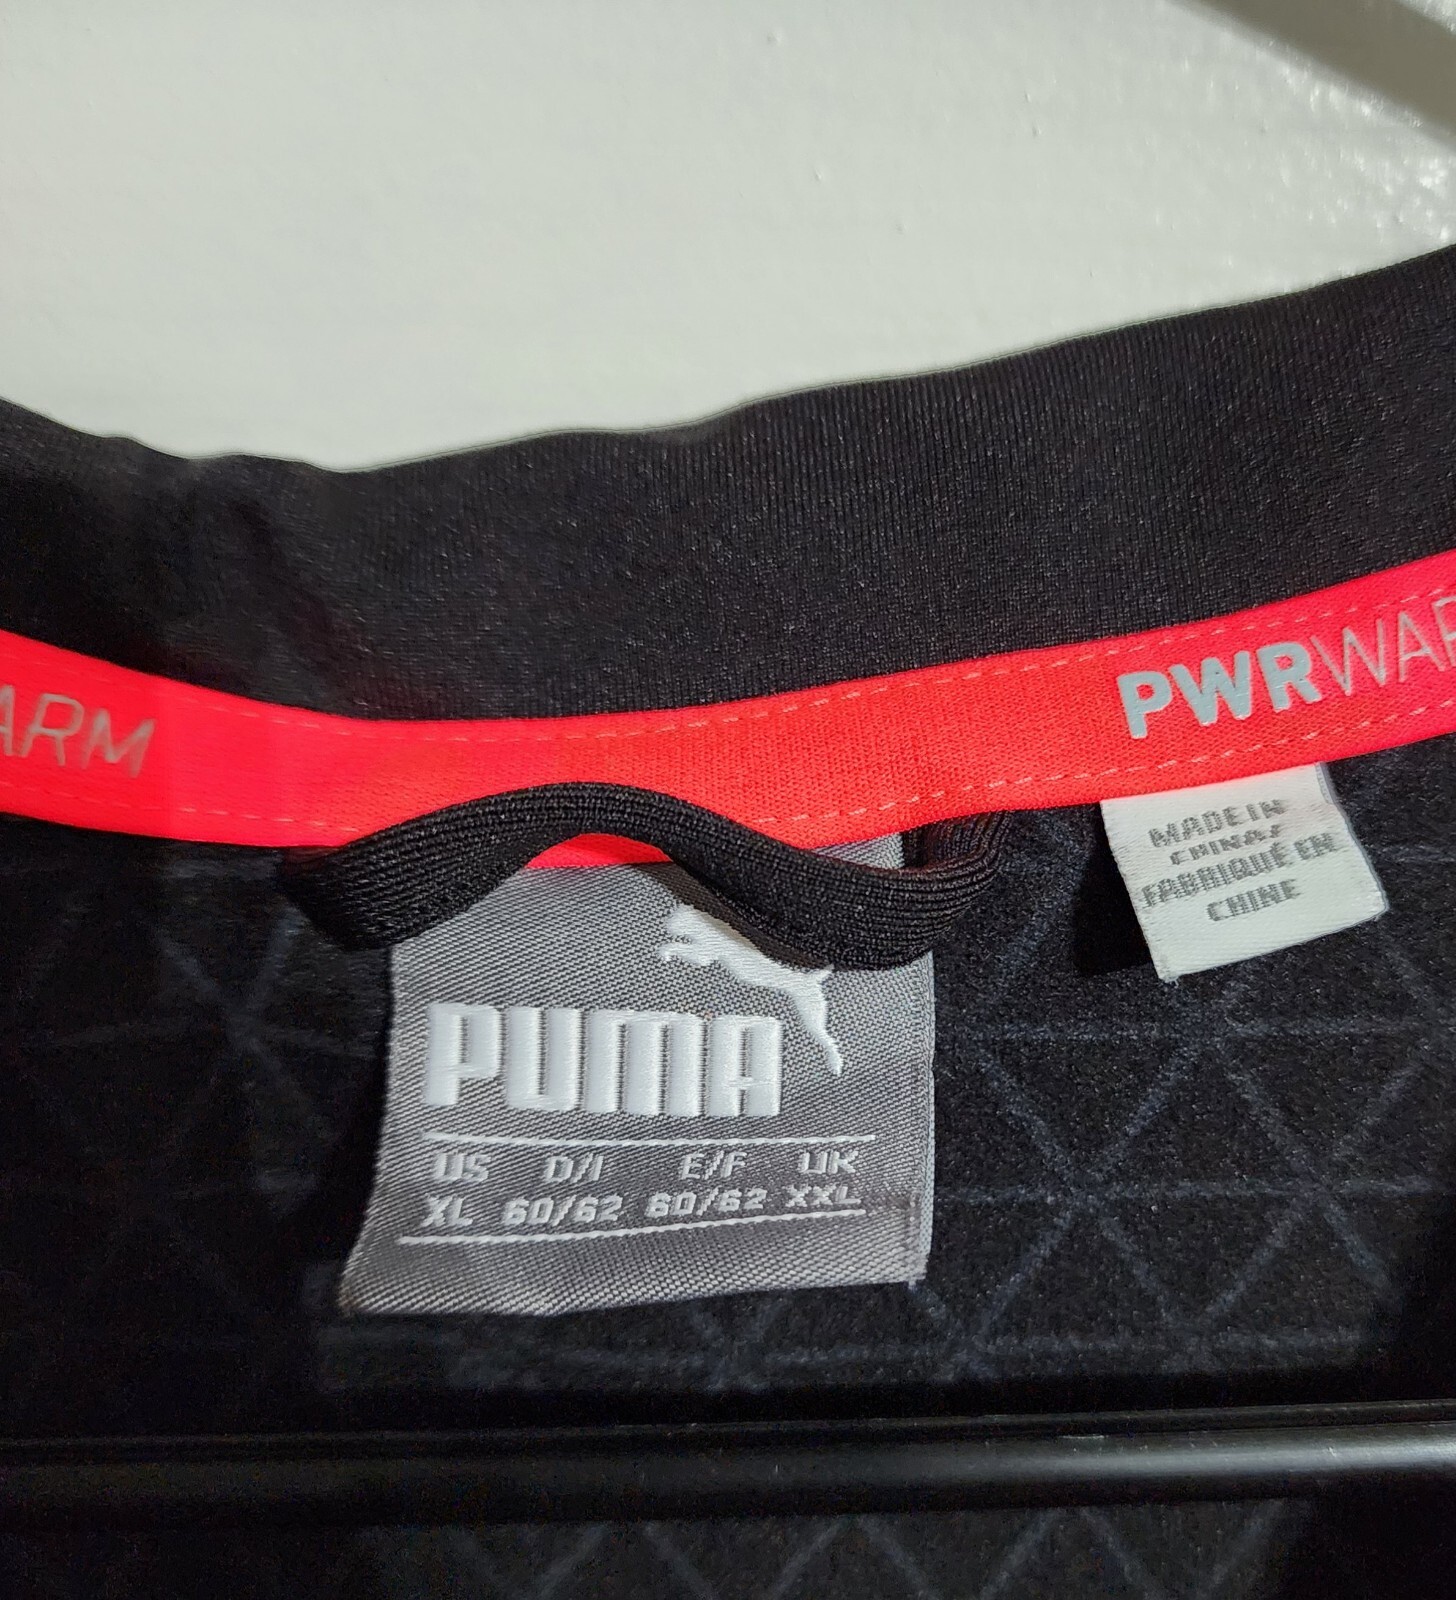 ARM
PWRWAR
MADE IN
CHINA/
FABRIQUÉ EN
CHINE
PUMA
US D/I E/F UK
XL 60/62 60/62 XXL